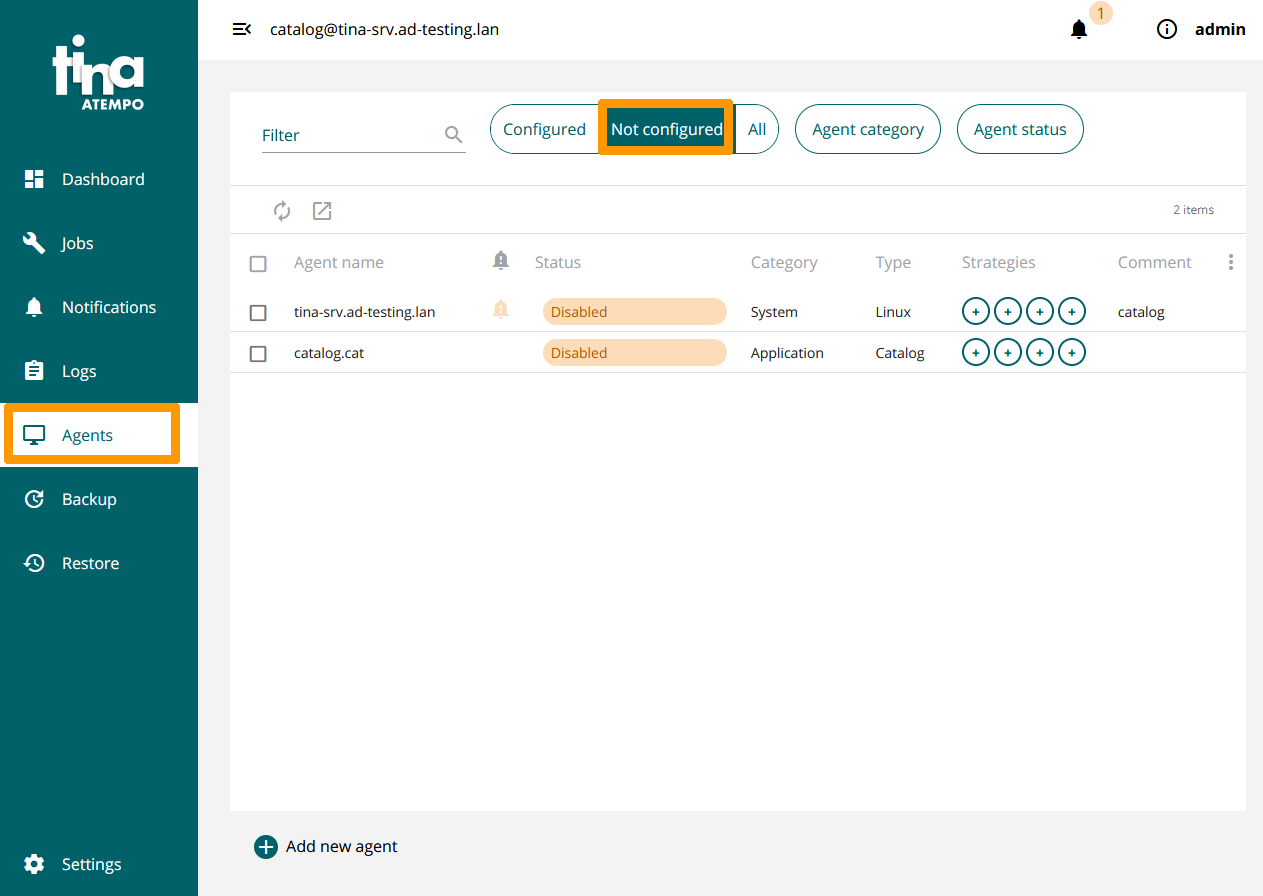 tina
ATEMPO
Dashboard
Jobs
Notifications
Logs
Agents
Backup
Restore
Settings
catalog@tina-srv.ad-testing.lan
1
admin
Filter
Configured Not configured All Agent category Agent status
2 items
Agent name Status Category Type Strategies Comment
tina-srv.ad-testing.lan Disabled System Linux + + + + catalog
catalog.cat Disabled Application Catalog + + + +
Add new agent